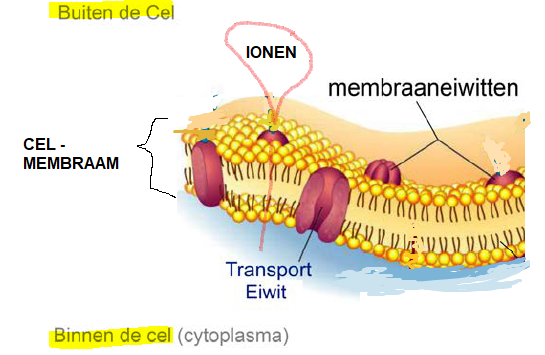 Buiten de Cel
IONEN
membraaneiwitten
CEL -
MEMBRAAM
Transport
Eiwit
Binnen de cel (cytoplasma)